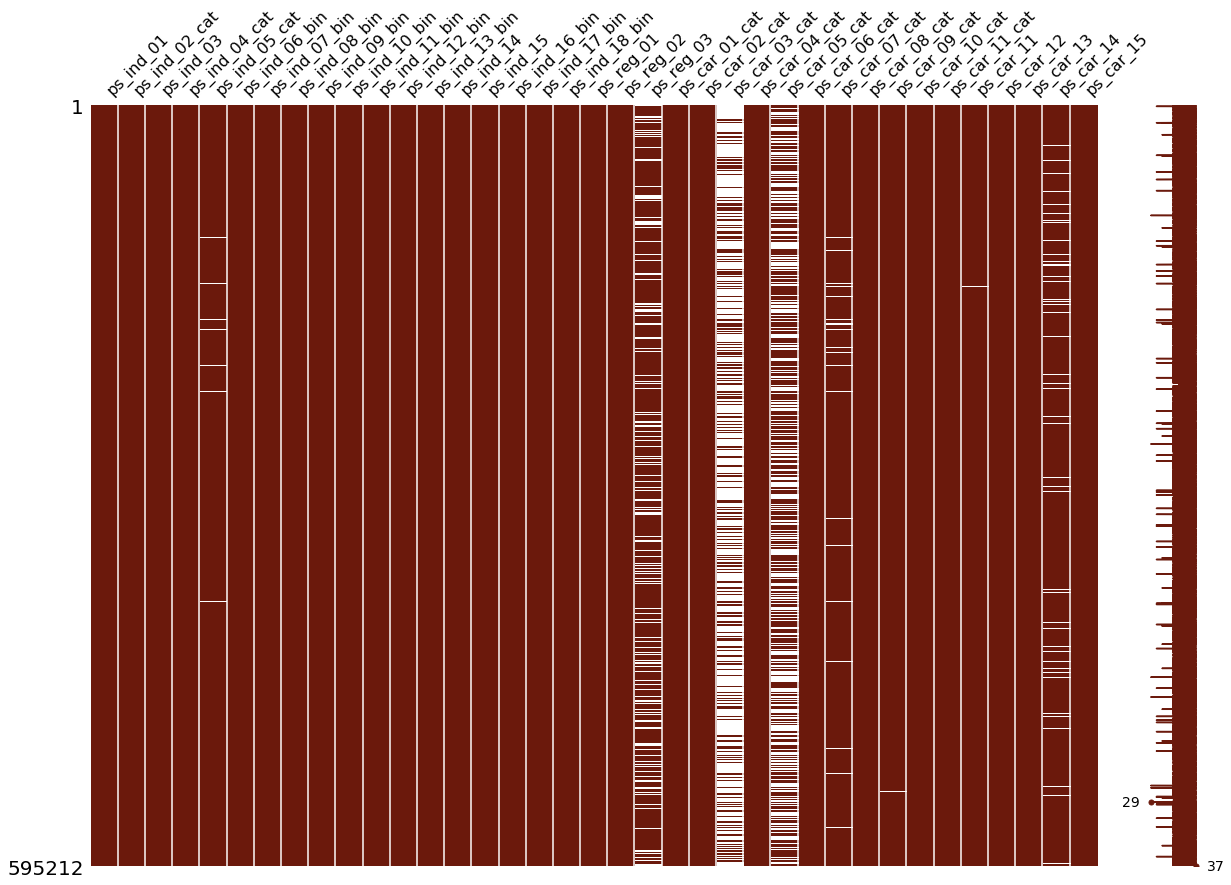 ps_ind_01
ps_ind_02_cat
ps_ind_03
ps_ind_04_cat
ps_ind_05_cat
ps_ind_06_bin
ps_ind_07_bin
ps_ind_08_bin
ps_ind_09_bin
ps_ind_10_bin
ps_ind_11_bin
ps_ind_12_bin
ps_ind_13_bin
ps_ind_14
ps_ind_15
ps_ind_16_bin
ps_ind_17_bin
ps_ind_18_bin
ps_reg_01
ps_reg_02
ps_reg_03
ps_car_01_cat
ps_car_02_cat
ps_car_03_cat
ps_car_04_cat
ps_car_05_cat
ps_car_06_cat
ps_car_07_cat
ps_car_08_cat
ps_car_09_cat
ps_car_10_cat
ps_car_11_cat
ps_car_11
ps_car_12
ps_car_13
ps_car_14
ps_car_15
1
29
595212
37